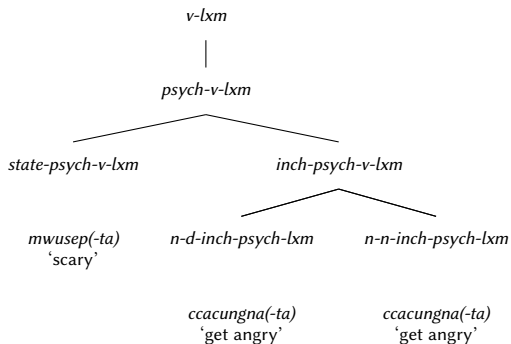 v-lxm
psych-v-lxm
state-psych-v-lxm inch-psych-v-lxm
mwusep(-ta) n-d-inch-psych-lxm n-n-inch-psych-lxm
‘scary’
ccacungna(-ta) ccacungna(-ta)
‘get angry’ ‘get angry’